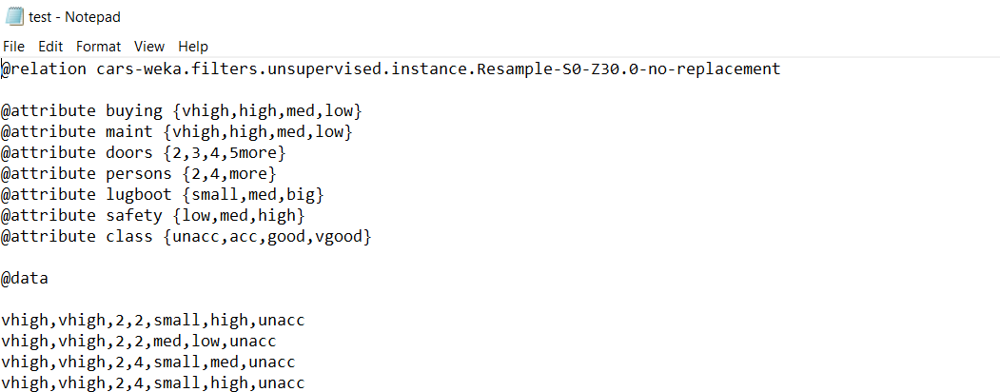 test - Notepad
File Edit Format View Help
@relation cars-weka.filters.unsupervised.instance.Resample-S0-Z30.0-no-replacement
@attribute buying {vhigh,high,med,low}
@attribute maint {vhigh,high,med,low}
@attribute doors {2,3,4,5more}
@attribute persons {2,4,more}
@attribute lugboot {small,med,big}
@attribute safety {low,med,high}
@attribute class {unacc,acc,good,vgood}
@data
vhigh,vhigh,2,2,small,high,unacc
vhigh,vhigh,2,2,med,low,unacc
vhigh,vhigh,2,4,small,med,unacc
vhigh,vhigh,2,4,small,high,unacc